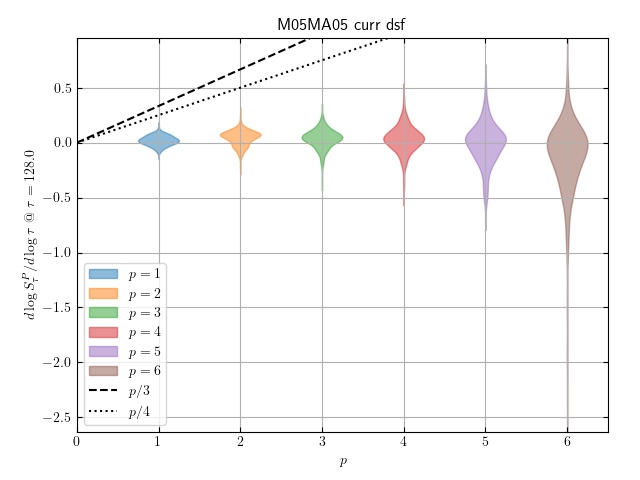 M05MA05 curr dsf
d log S_τ^P / d log τ @ τ = 128.0
0.5
0.0
−0.5
−1.0
−1.5
−2.0
−2.5
p = 1
p = 2
p = 3
p = 4
p = 5
p = 6
p/3
p/4
0 1 2 3 4 5 6
p